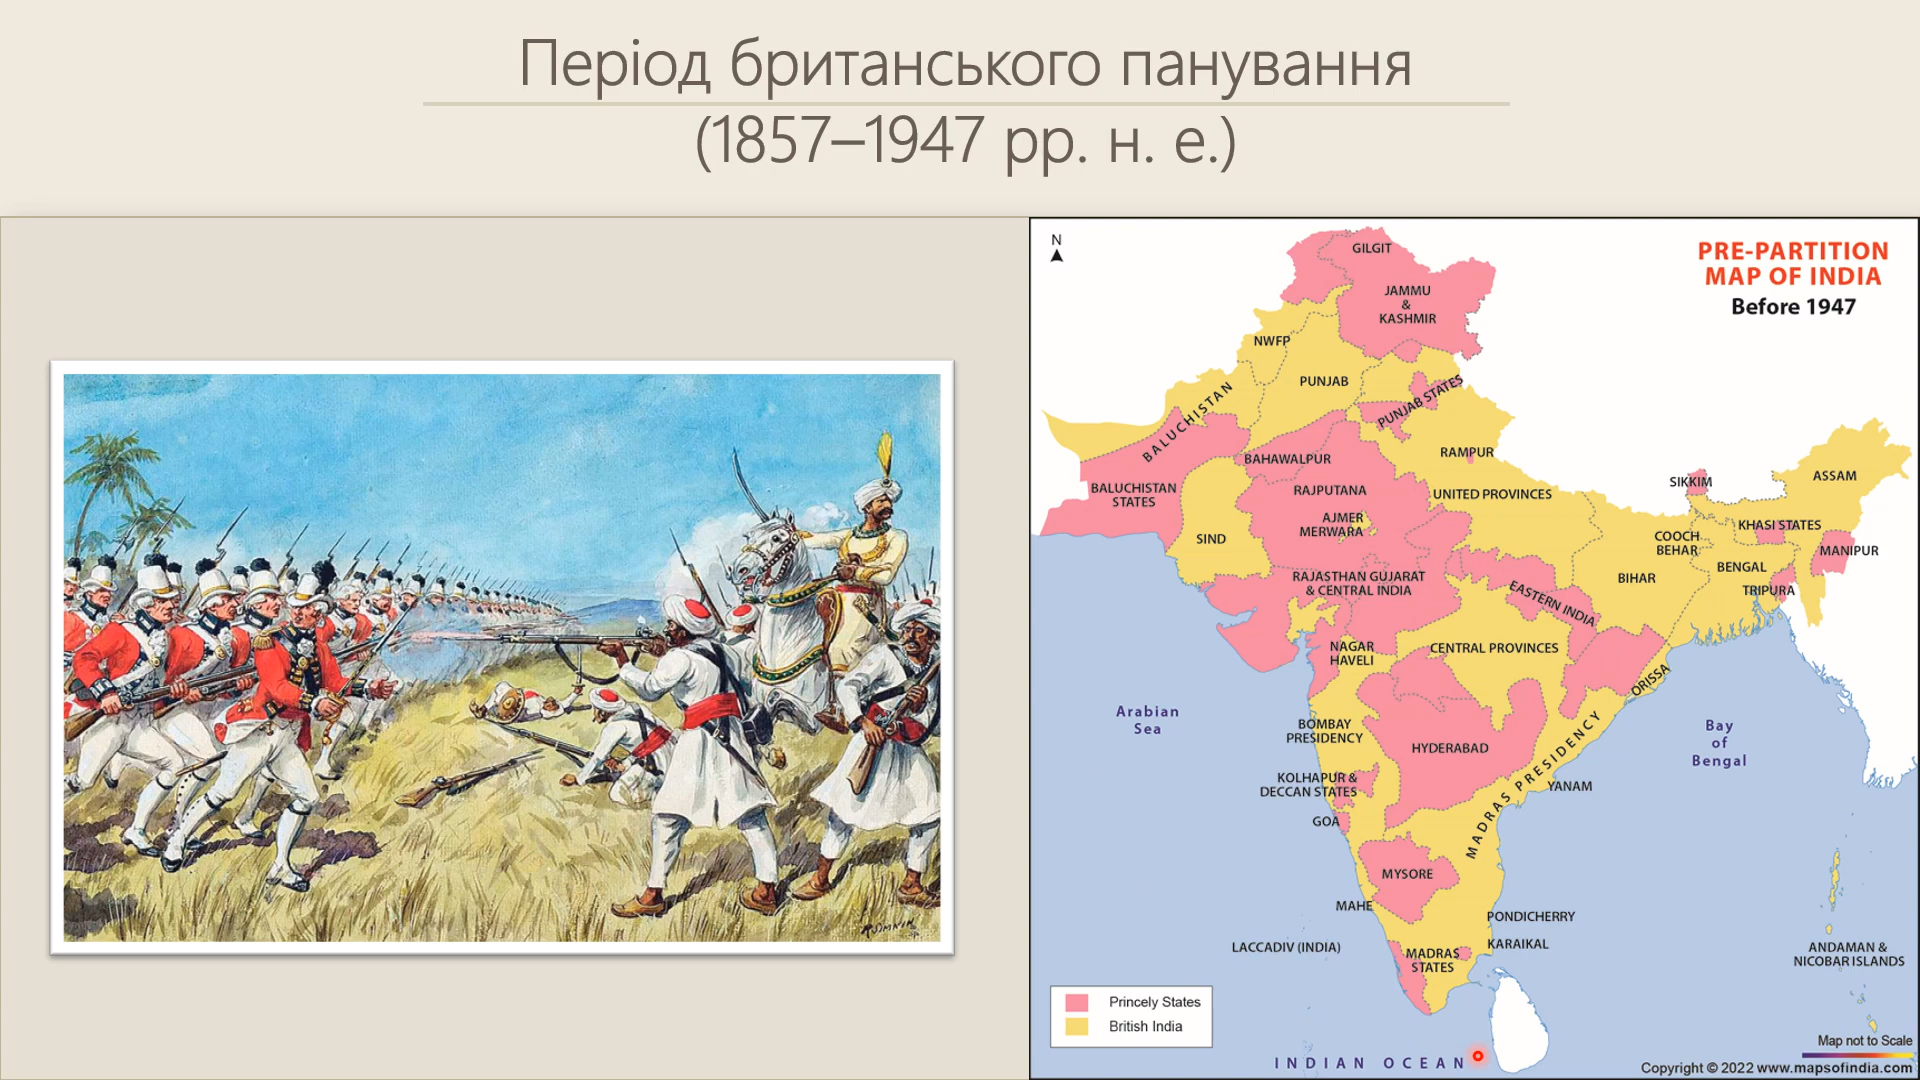 Період британського панування
(1857–1947 рр. н. е.)
N
PRE-PARTITION
MAP OF INDIA
Before 1947
GILGIT
JAMMU
&
KASHMIR
NWFP
PUNJAB
BALUCHISTAN
PUNJAB STATES
BAHAWALPUR
RAMPUR
BALUCHISTAN
STATES
RAJPUTANA
UNITED PROVINCES
SIKKIM
ASSAM
AJMER
MERWARA
SIND
KHASI STATES
COOCH
BEHAR
MANIPUR
BENGAL
BIHAR
TRIPURA
RAJASTHAN GUJARAT
& CENTRAL INDIA
EASTERN INDIA
NAGAR
HAVELI
CENTRAL PROVINCES
ORISSA
Arabian
Sea
BOMBAY
PRESIDENCY
HYDERABAD
Bay
of
Bengal
MADRAS PRESIDENCY
KOLHAPUR &
DECCAN STATES
YANAM
GOA
MYSORE
MAHE
PONDICHERRY
LACCADIV (INDIA)
KARAIKAL
MADRAS
STATES
ANDAMAN &
NICOBAR ISLANDS
Princely States
British India
INDIAN OCEAN
Map not to Scale
Copyright © 2022 www.mapsofindia.com